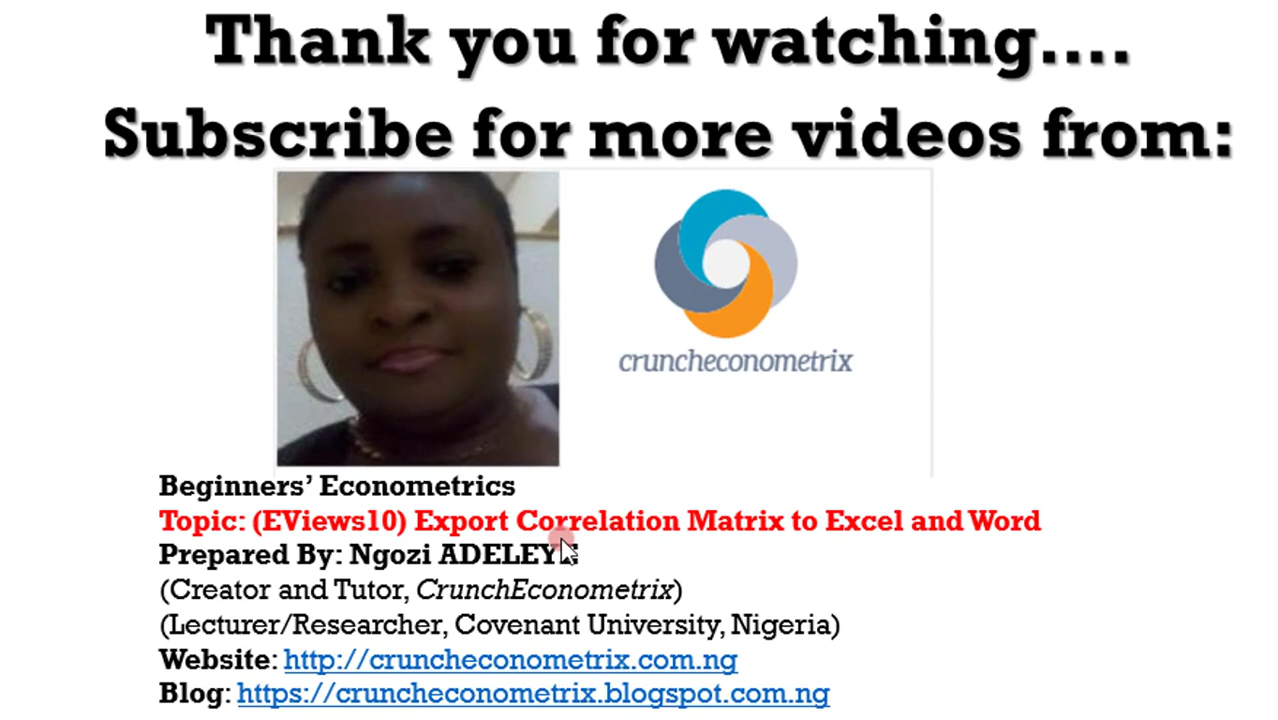 Thank you for watching….
Subscribe for more videos from:
cruncheconometrix
Beginners’ Econometrics
Topic: (EViews10) Export Correlation Matrix to Excel and Word
Prepared By: Ngozi ADELEYE
(Creator and Tutor, CrunchEconometrix)
(Lecturer/Researcher, Covenant University, Nigeria)
Website: http://cruncheconometrix.com.ng
Blog: https://cruncheconometrix.blogspot.com.ng